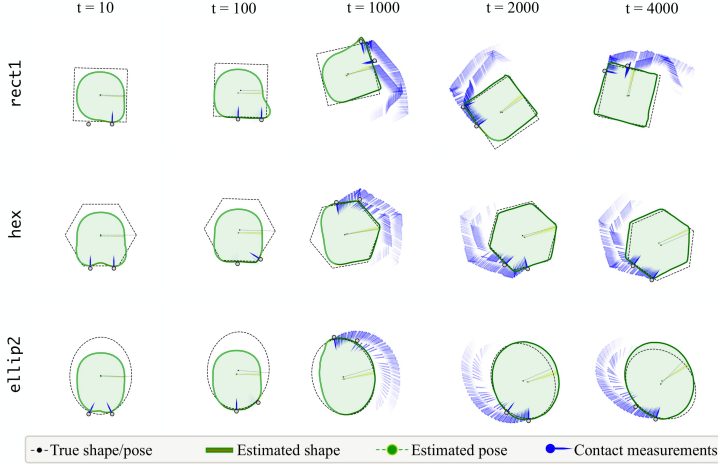 t = 10
t = 100
t = 1000
t = 2000
t = 4000
rect1
hex
ellip2
True shape/pose
Estimated shape
Estimated pose
Contact measurements